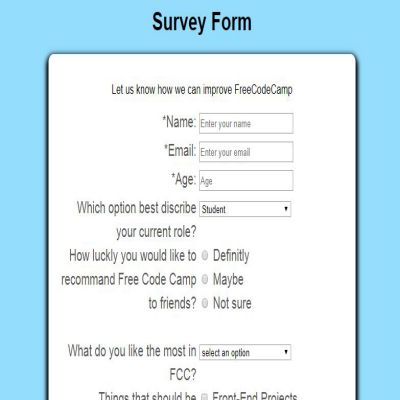 Survey Form
Let us know how we can improve FreeCodeCamp
*Name: Enter your name
*Email: Enter your email
*Age: Age
Which option best discribe Student
your current role?
How luckly you would like to Definitly
recommand Free Code Camp Maybe
to friends? Not sure
What do you like the most in select an option
FCC?
Things that should be Front-End Projects